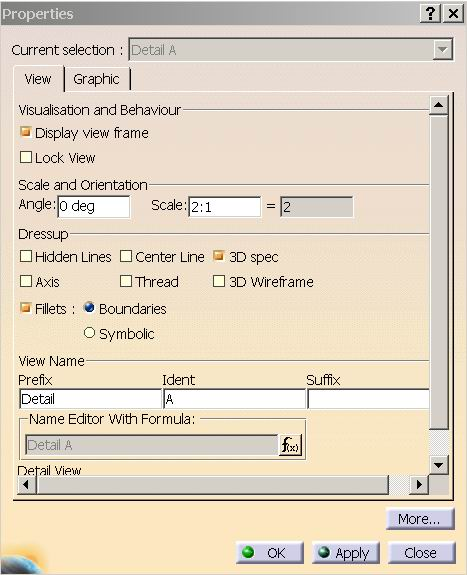 Properties ? X
Current selection : Detail A
View Graphic
Visualisation and Behaviour
Display view frame
Lock View
Scale and Orientation
Angle: 0 deg Scale: 2:1 = 2
Dressup
Hidden Lines Center Line 3D spec
Axis Thread 3D Wireframe
Fillets : Boundaries
Symbolic
View Name
Prefix Ident Suffix
Detail A
Name Editor With Formula:
Detail A f(x)
Detail View
More...
OK Apply Close